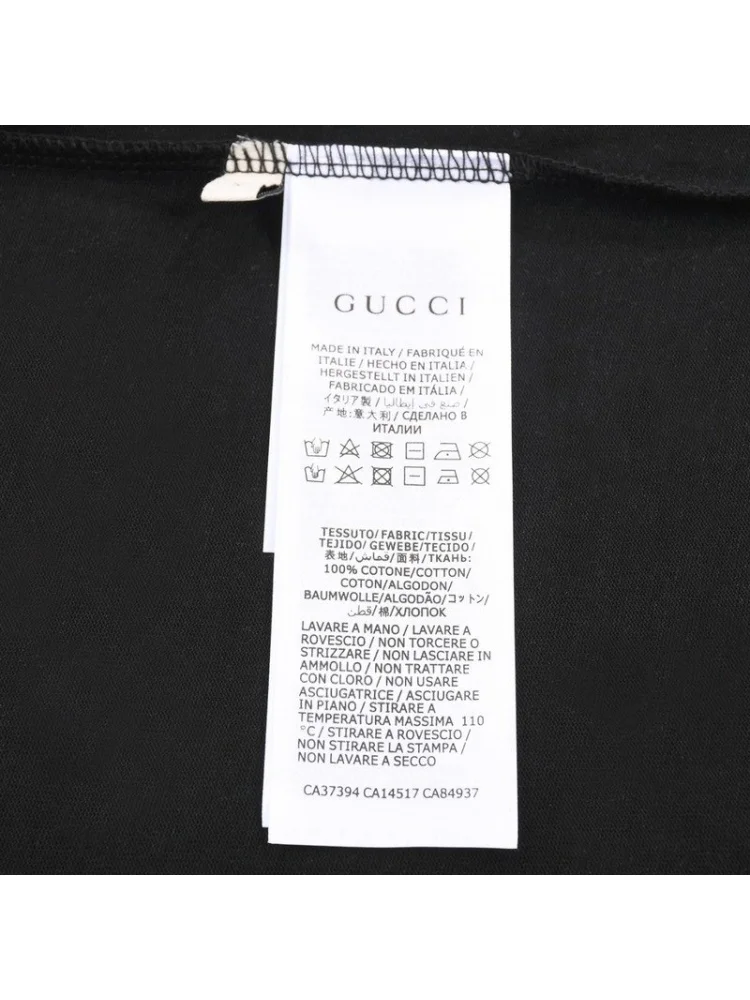 GUCCI
MADE IN ITALY / FABRIQUÉ EN
ITALIE / HECHO EN ITALIA /
HERGESTELLT IN ITALIEN /
FABRICADO EM ITÁLIA /
イタリア製 / صنع في إيطاليا /
产地:意大利 / СДЕЛАНО В
ИТАЛИИ
TESSUTO/ FABRIC/TISSU/
TEJIDO/ GEWEBE/TECIDO/
表地/قماش/面料/ТКАНЬ:
100% COTONE/COTTON/
COTON/ALGODON/
BAUMWOLLE/ALGODÃO/コットン/
قطن/棉/ХЛОПОК
LAVARE A MANO / LAVARE A
ROVESCIO / NON TORCERE O
STRIZZARE / NON LASCIARE IN
AMMOLLO / NON TRATTARE
CON CLORO / NON USARE
ASCIUGATRICE / ASCIUGARE
IN PIANO / STIRARE A
TEMPERATURA MASSIMA 110
°C / STIRARE A ROVESCIO /
NON STIRARE LA STAMPA /
NON LAVARE A SECCO
CA37394 CA14517 CA84937